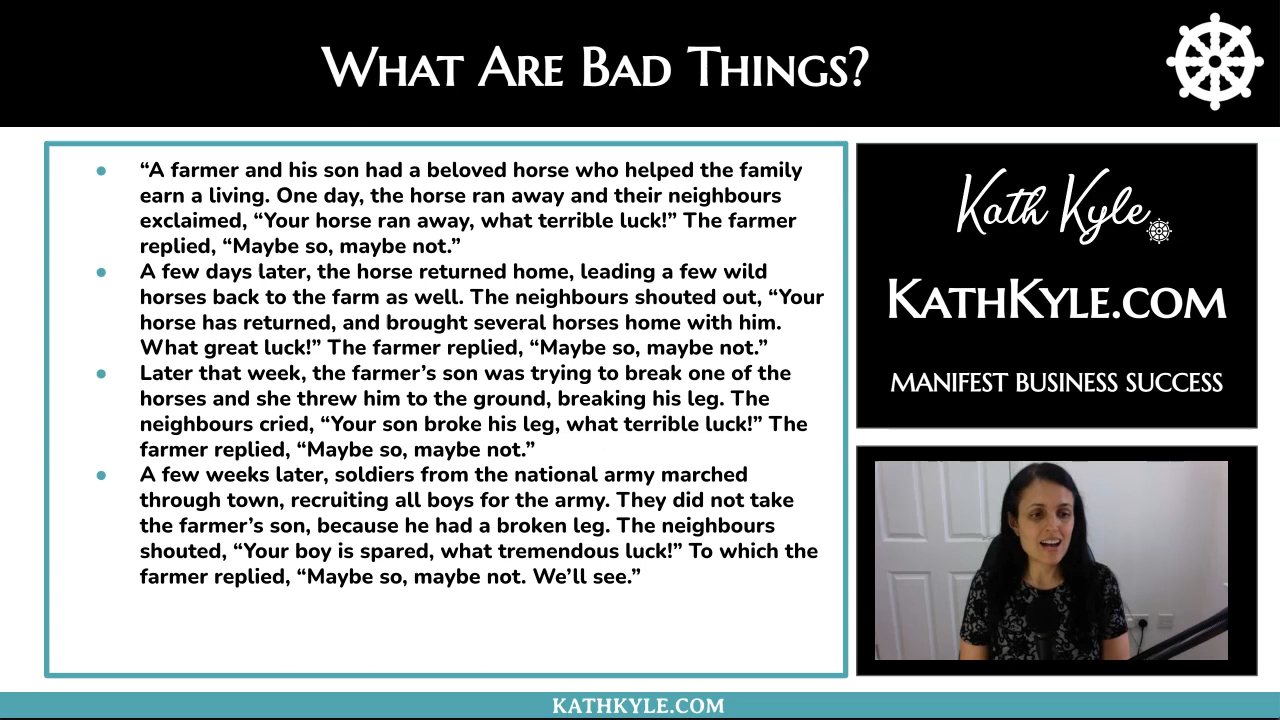 What Are Bad Things?
“A farmer and his son had a beloved horse who helped the family
earn a living. One day, the horse ran away and their neighbours
exclaimed, “Your horse ran away, what terrible luck!” The farmer
replied, “Maybe so, maybe not.”
A few days later, the horse returned home, leading a few wild
horses back to the farm as well. The neighbours shouted out, “Your
horse has returned, and brought several horses home with him.
What great luck!” The farmer replied, “Maybe so, maybe not.”
Later that week, the farmer’s son was trying to break one of the
horses and she threw him to the ground, breaking his leg. The
neighbours cried, “Your son broke his leg, what terrible luck!” The
farmer replied, “Maybe so, maybe not.”
A few weeks later, soldiers from the national army marched
through town, recruiting all boys for the army. They did not take
the farmer’s son, because he had a broken leg. The neighbours
shouted, “Your boy is spared, what tremendous luck!” To which the
farmer replied, “Maybe so, maybe not. We’ll see.”
Kath Kyle
KathKyle.com
manifest business success
KATHKYLE.COM